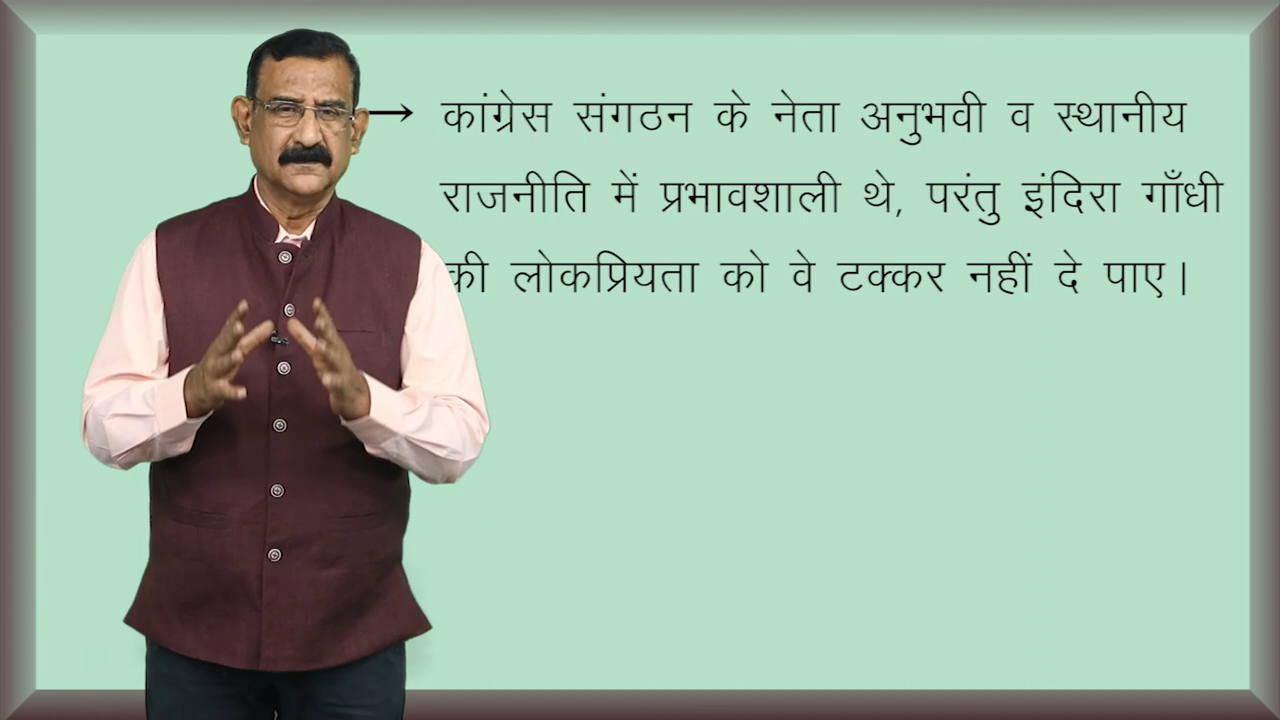 → कांग्रेस संगठन के नेता अनुभवी व स्थानीय
राजनीति में प्रभावशाली थे, परंतु इंदिरा गाँधी
की लोकप्रियता को वे टक्कर नहीं दे पाए।